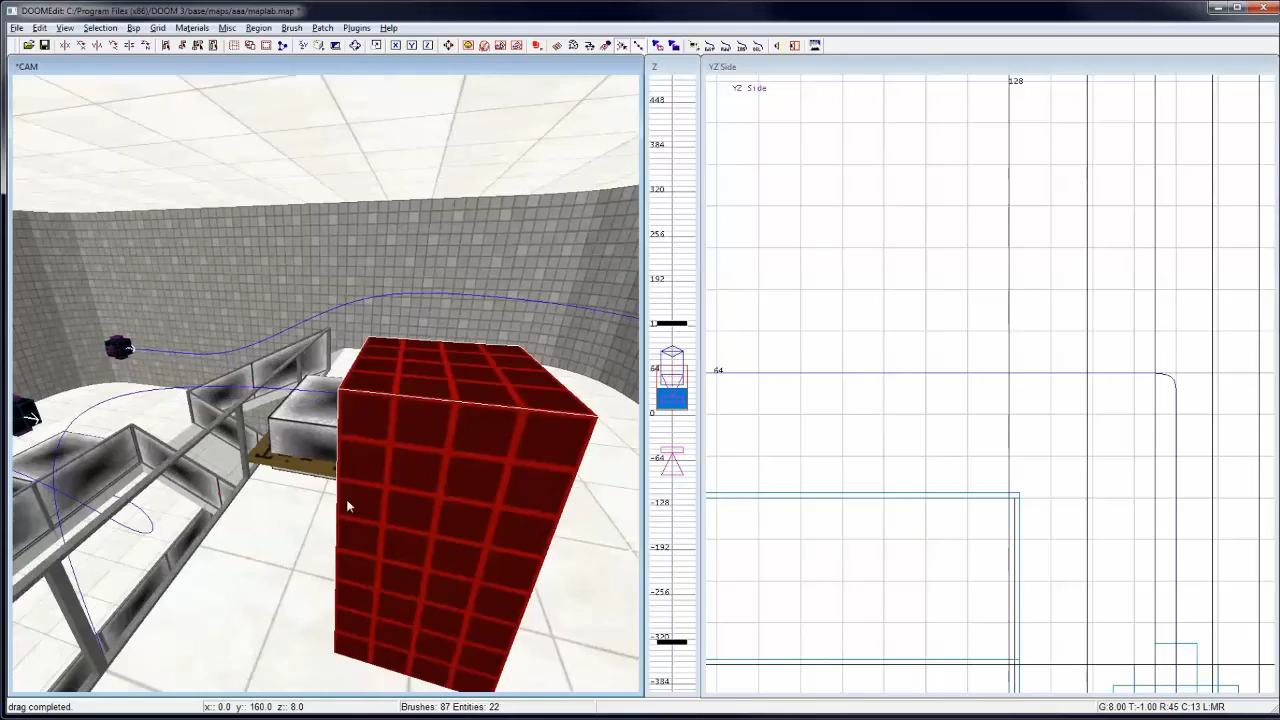 DOOMEdit: C:/Program Files (x86)/DOOM 3/base/maps/aaa/maplab.map *
File Edit View Selection Bsp Grid Materials Misc Region Brush Patch Plugins Help
*CAM
Z
YZ Side
448
384
320
256
192
64
0
-64
-128
-192
-256
-320
-384
YZ Side
128
64
drag completed.
x:: 0.0 y:: 160.0 z:: 8.0
Brushes: 87 Entities: 22
G:8.00 T:-1.00 R:45 C:13 L:MR